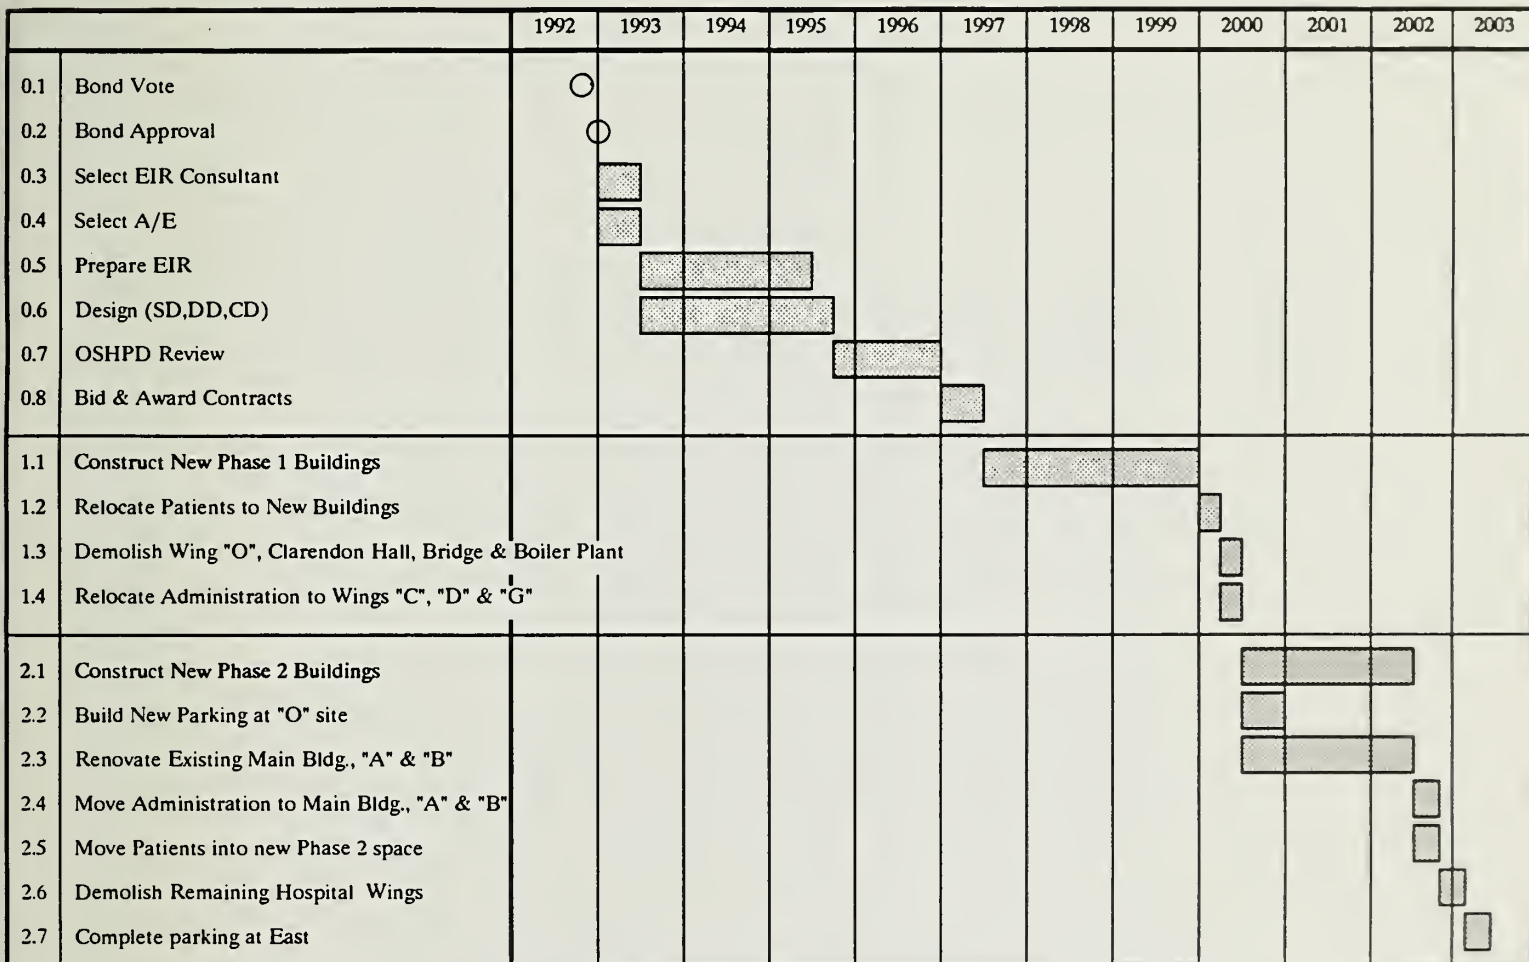 1992 1993 1994 1995 1996 1997 1998 1999 2000 2001 2002 2003
0.1 Bond Vote
0.2 Bond Approval
0.3 Select EIR Consultant
0.4 Select A/E
0.5 Prepare EIR
0.6 Design (SD,DD,CD)
0.7 OSHPD Review
0.8 Bid & Award Contracts
1.1 Construct New Phase 1 Buildings
1.2 Relocate Patients to New Buildings
1.3 Demolish Wing "O", Clarendon Hall, Bridge & Boiler Plant
1.4 Relocate Administration to Wings "C", "D" & "G"
2.1 Construct New Phase 2 Buildings
2.2 Build New Parking at "O" site
2.3 Renovate Existing Main Bldg., "A" & "B"
2.4 Move Administration to Main Bldg., "A" & "B"
2.5 Move Patients into new Phase 2 space
2.6 Demolish Remaining Hospital Wings
2.7 Complete parking at East